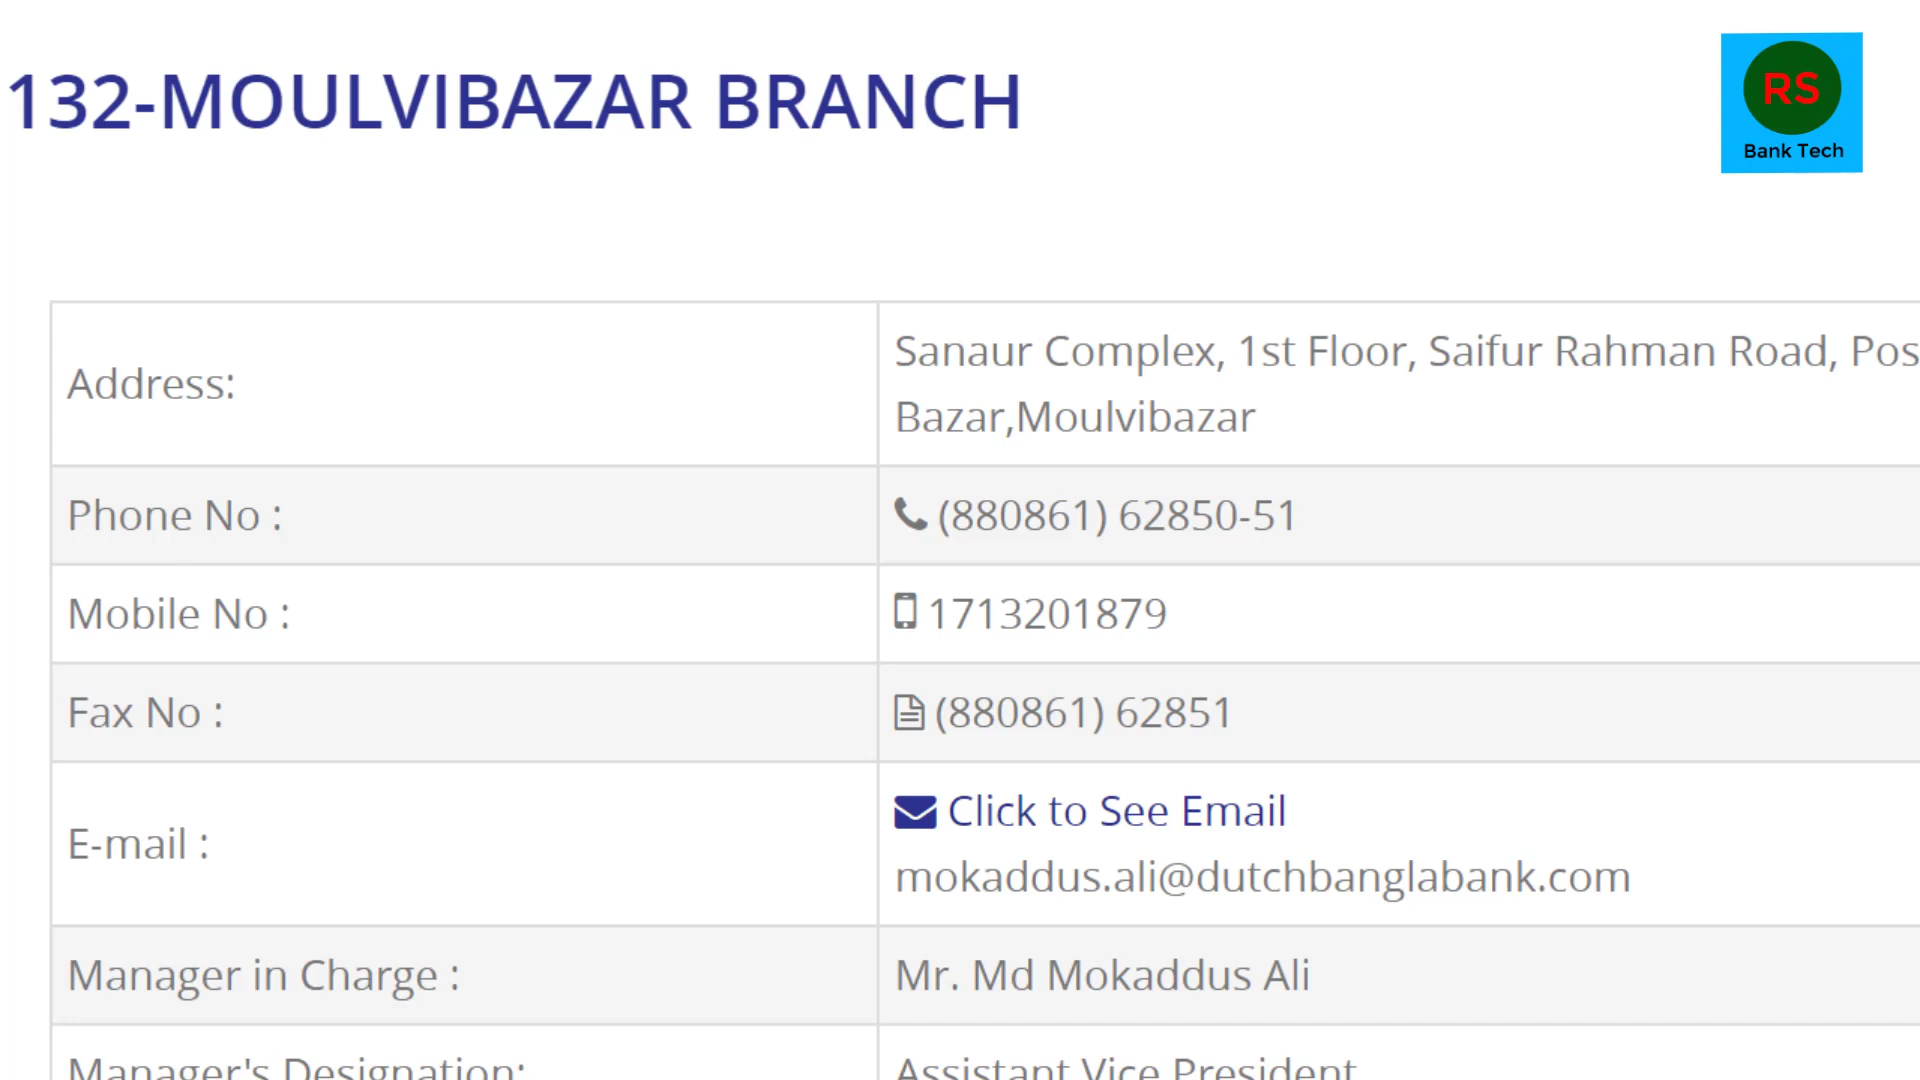 132-MOULVIBAZAR BRANCH
RS
Bank Tech
Address:
Sanaur Complex, 1st Floor, Saifur Rahman Road, Pos
Bazar,Moulvibazar
Phone No :
(880861) 62850-51
Mobile No :
1713201879
Fax No :
(880861) 62851
E-mail :
Click to See Email
mokaddus.ali@dutchbanglabank.com
Manager in Charge :
Mr. Md Mokaddus Ali
Manager's Designation:
Assistant Vice President